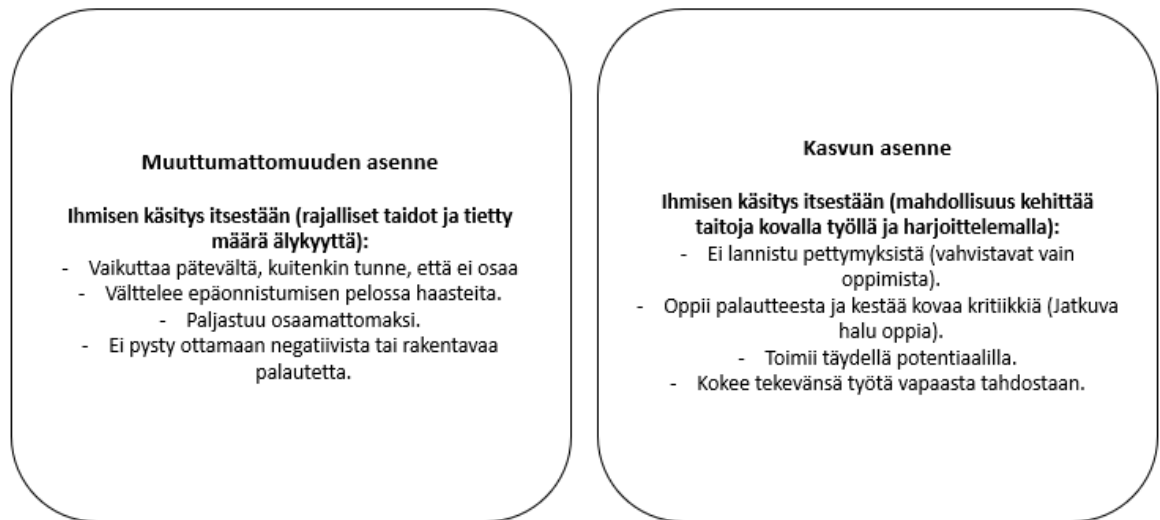 Muuttumattomuuden asenne
Ihmisen käsitys itsestään (rajalliset taidot ja tietty
määrä älykyyttä):
- Vaikuttaa pätevältä, kuitenkin tunne, että ei osaa
- Välttelee epäonnistumisen pelossa haasteita.
- Paljastuu osaamattomaksi.
- Ei pysty ottamaan negatiivista tai rakentavaa
palautetta.
Kasvun asenne
Ihmisen käsitys itsestään (mahdollisuus kehittää
taitoja kovalla työllä ja harjoittelemalla):
- Ei lannistu pettymyksistä (vahvistavat vain
oppimista).
- Oppii palautteesta ja kestää kovaa kritiikkiä (Jatkuva
halu oppia).
- Toimii täydellä potentiaalilla.
- Kokee tekevänsä työtä vapaasta tahdostaan.